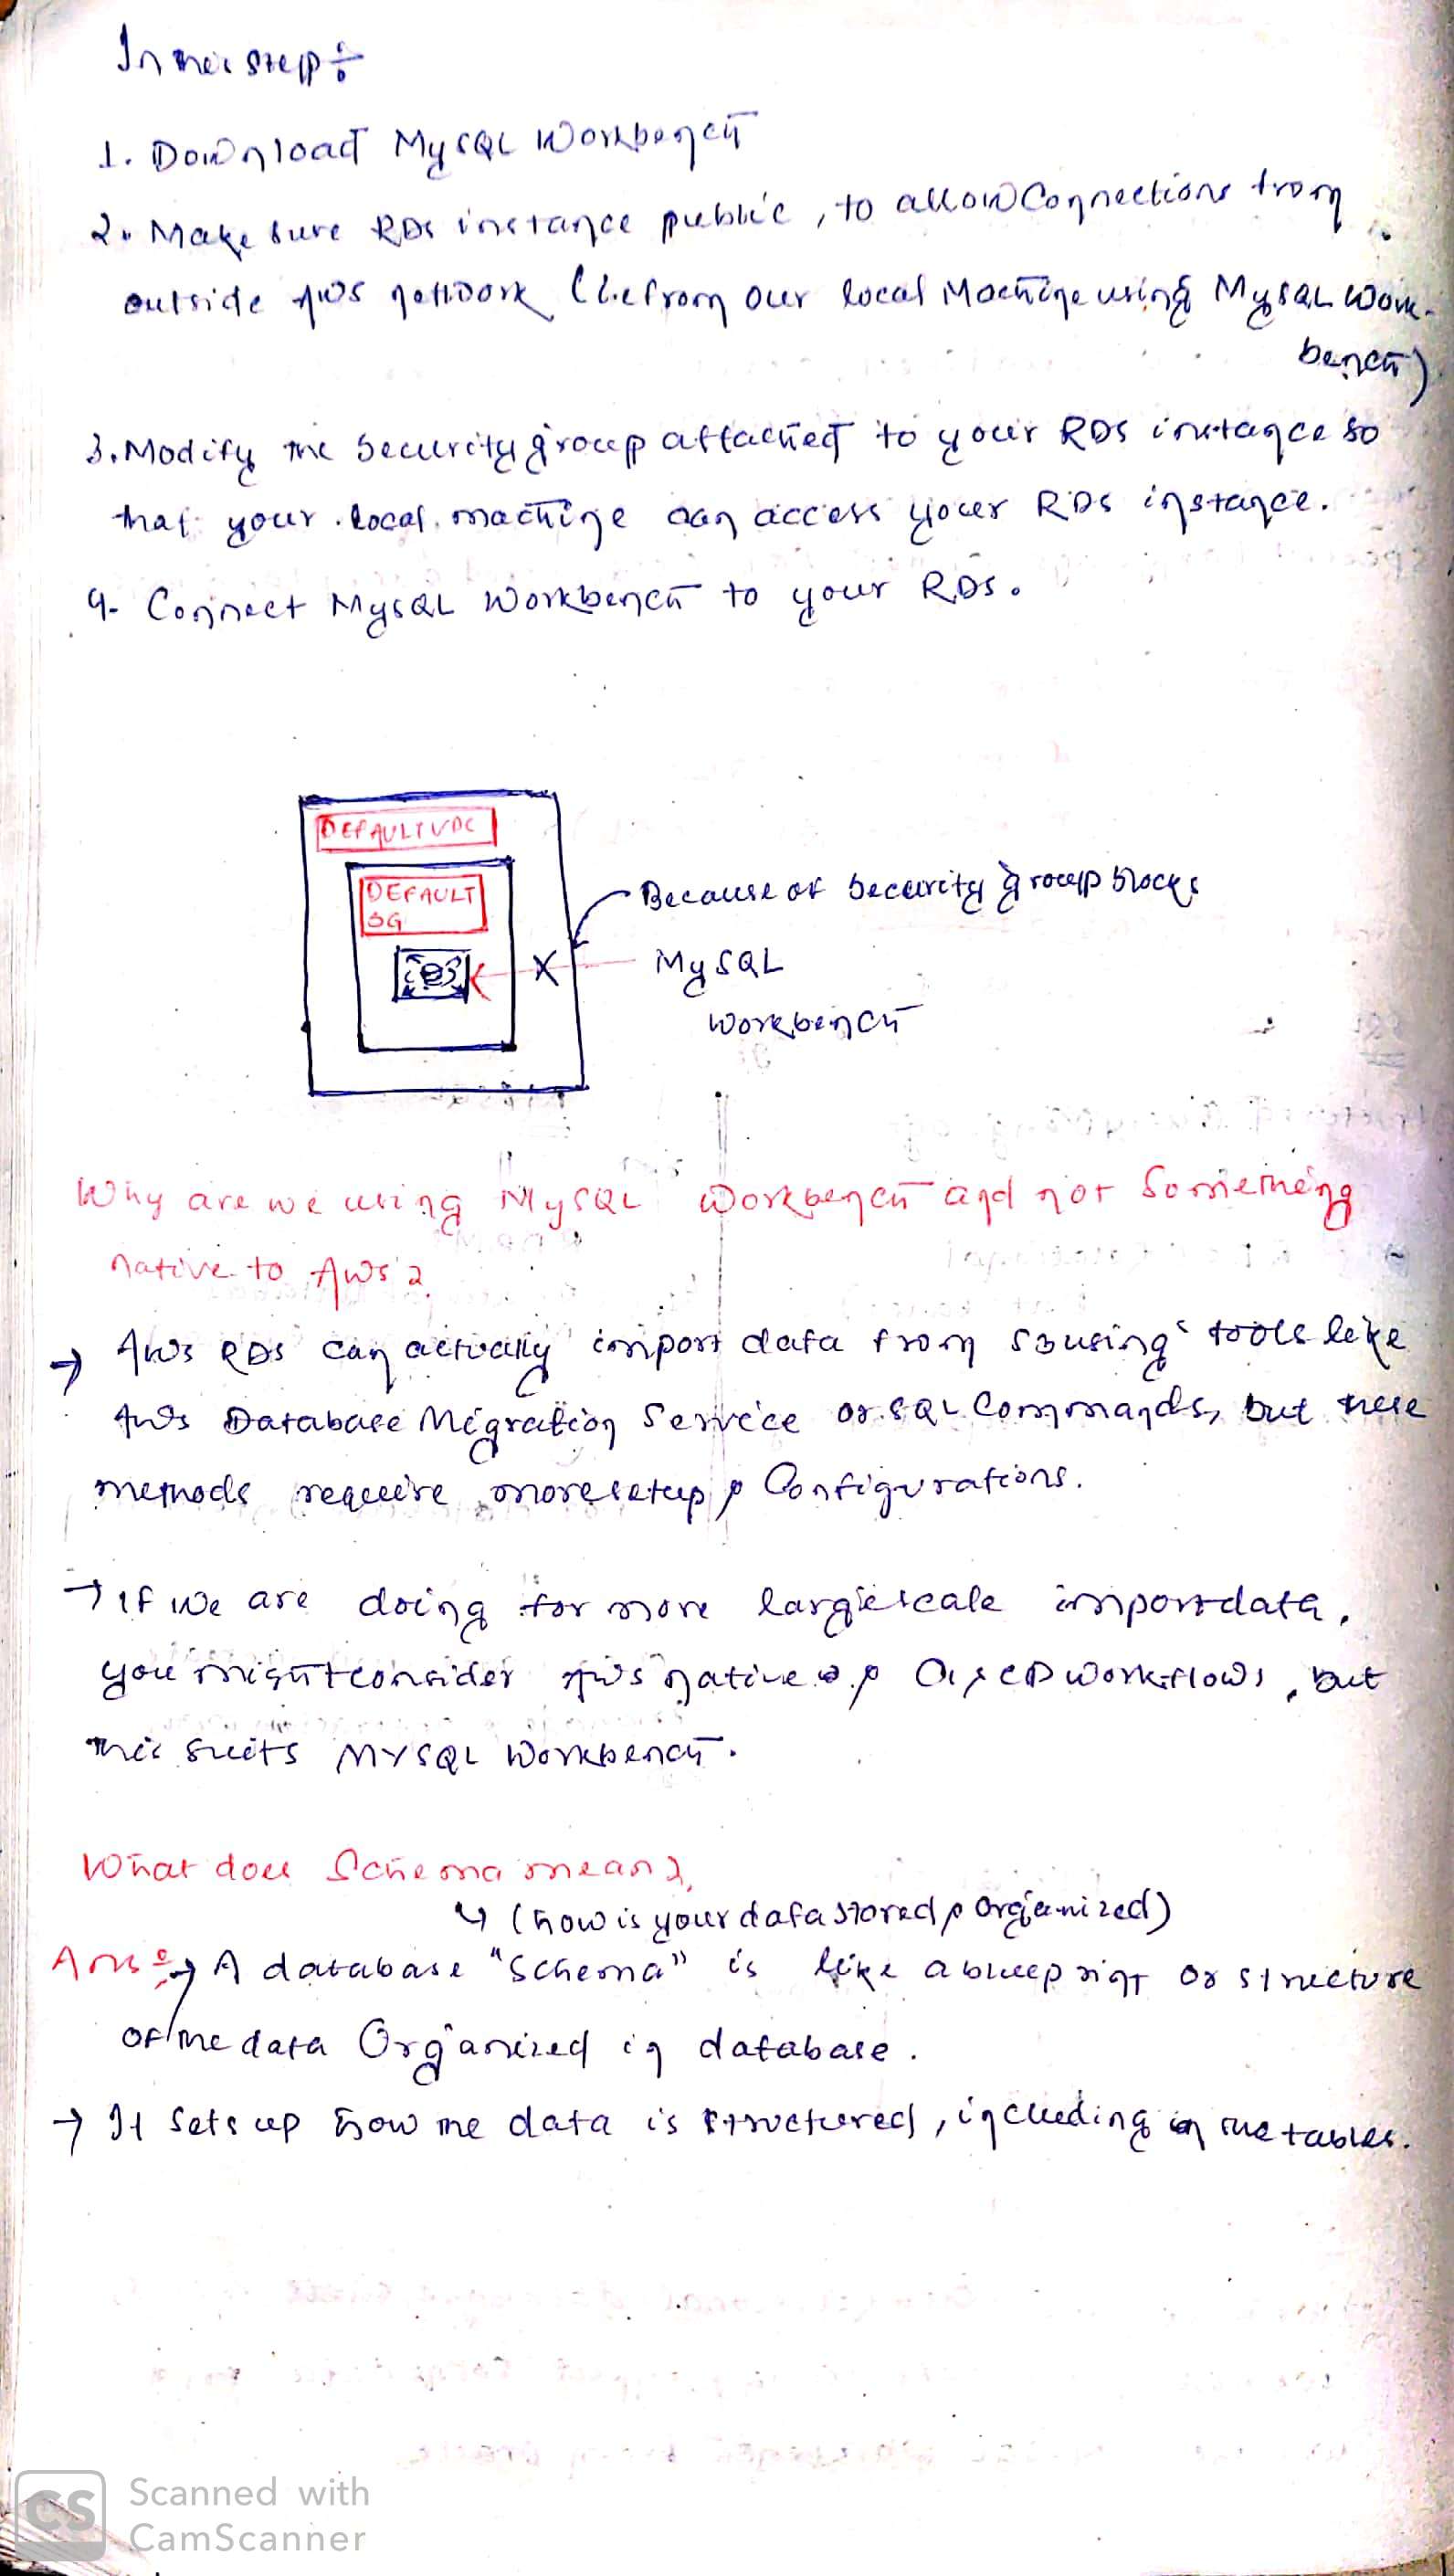 In this step :-
1. Download MySQL Workbench
2. Make sure RDS instance public, to allow Connections from
outside AWS network (i.e from our local Machine using MySQL Work-
bench)
3. Modify the Security group attached to your RDS instance so
that your local machine can access your RDS instance.
4. Connect MySQL Workbench to your RDS.
DEFAULT VPC
DEFAULT
SG
Because of Security group blocks
X
MySQL
Workbench
Why are we using MySQL Workbench and not Something
native to AWS?
→ AWS RDS can actually import data from using tools like
AWS Database Migration Service or SQL Commands, but these
methods require more setup & Configurations.
→ If we are doing for more large scale import data,
you might consider AWS native & workflows, but
this suits MYSQL Workbench.
What does Schema mean?
↳ (how is your data stored & Organized)
Ans :→ A database "Schema" is like a blueprint or structure
of the data Organized in database.
→ It Sets up how the data is structured, including in the tables.
CS
Scanned with
CamScanner